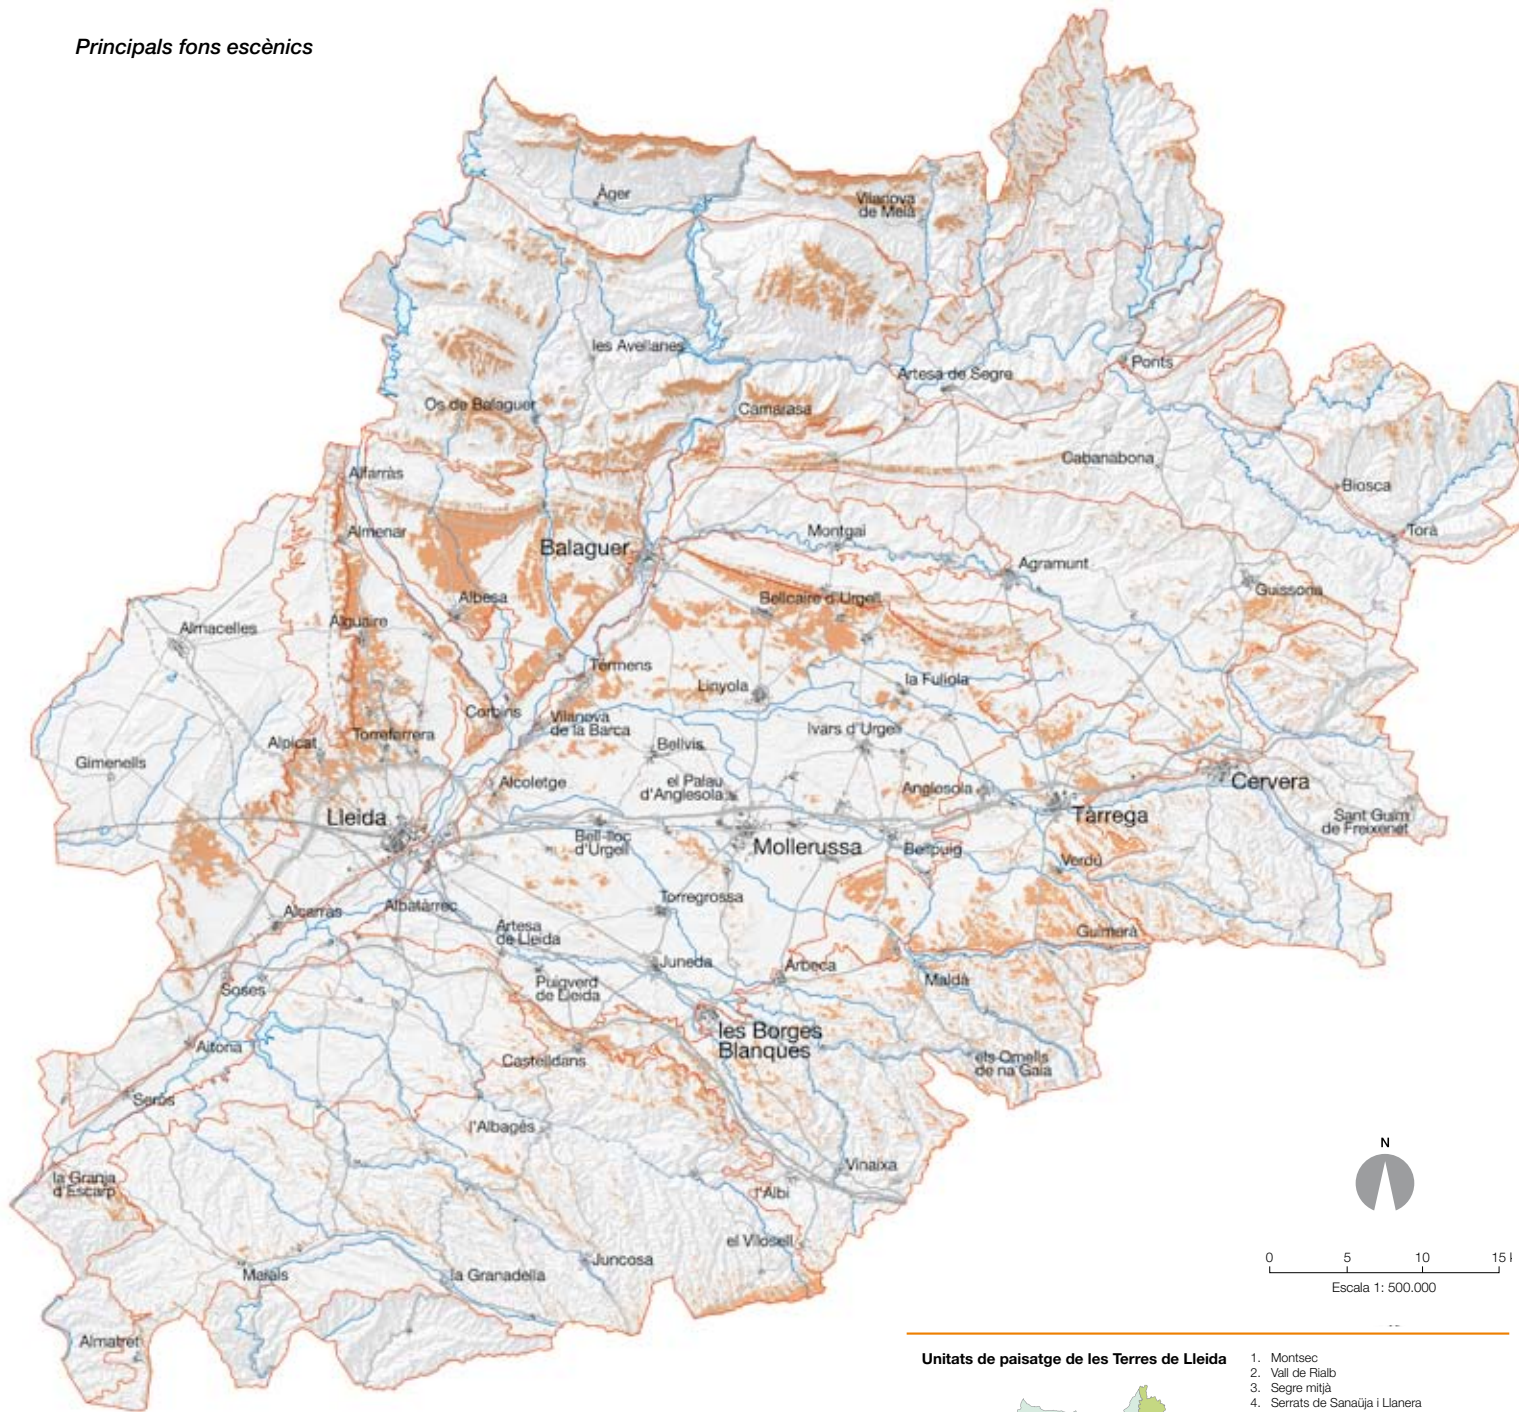 Principals fons escènics
Àger
Vilanova
de Meià
les Avellanes
Artesa de Segre
Ponts
Os de Balaguer
Camarasa
Cabanabona
Alfarràs
Biosca
Almenar
Balaguer
Montgai
Torà
Agramunt
Guissona
Albesa
Bellcaire d'Urgell
Almacelles
Alguaire
Térmens
Linyola
la Fuliola
Corbins
Vilanova
de la Barca
Ivars d'Urgell
Alpicat
Torrefarrera
Bellvís
Gimenells
Alcoletge
el Palau
d'Anglesola
Anglesola
Cervera
Lleida
Tàrrega
Sant Guim
de Freixenet
Bell-lloc
d'Urgell
Mollerussa
Bellpuig
Verdú
Torregrossa
Alcarràs
Albatàrrec
Artesa
de Lleida
Guimerà
Juneda
Arbeca
Maldà
Soses
Puigverd
de Lleida
les Borges
Blanques
Aitona
Castelldans
els Omells
de na Gaia
Seròs
l'Albagés
N
la Granja
d'Escarp
Vinaixa
l'Albi
el Vilosell
Juncosa
Maials
la Granadella
0 5 10 15
Escala 1: 500.000
Almatret
Unitats de paisatge de les Terres de Lleida
1. Montsec
2. Vall de Rialb
3. Segre mitjà
4. Serrats de Sanaüja i Llanera